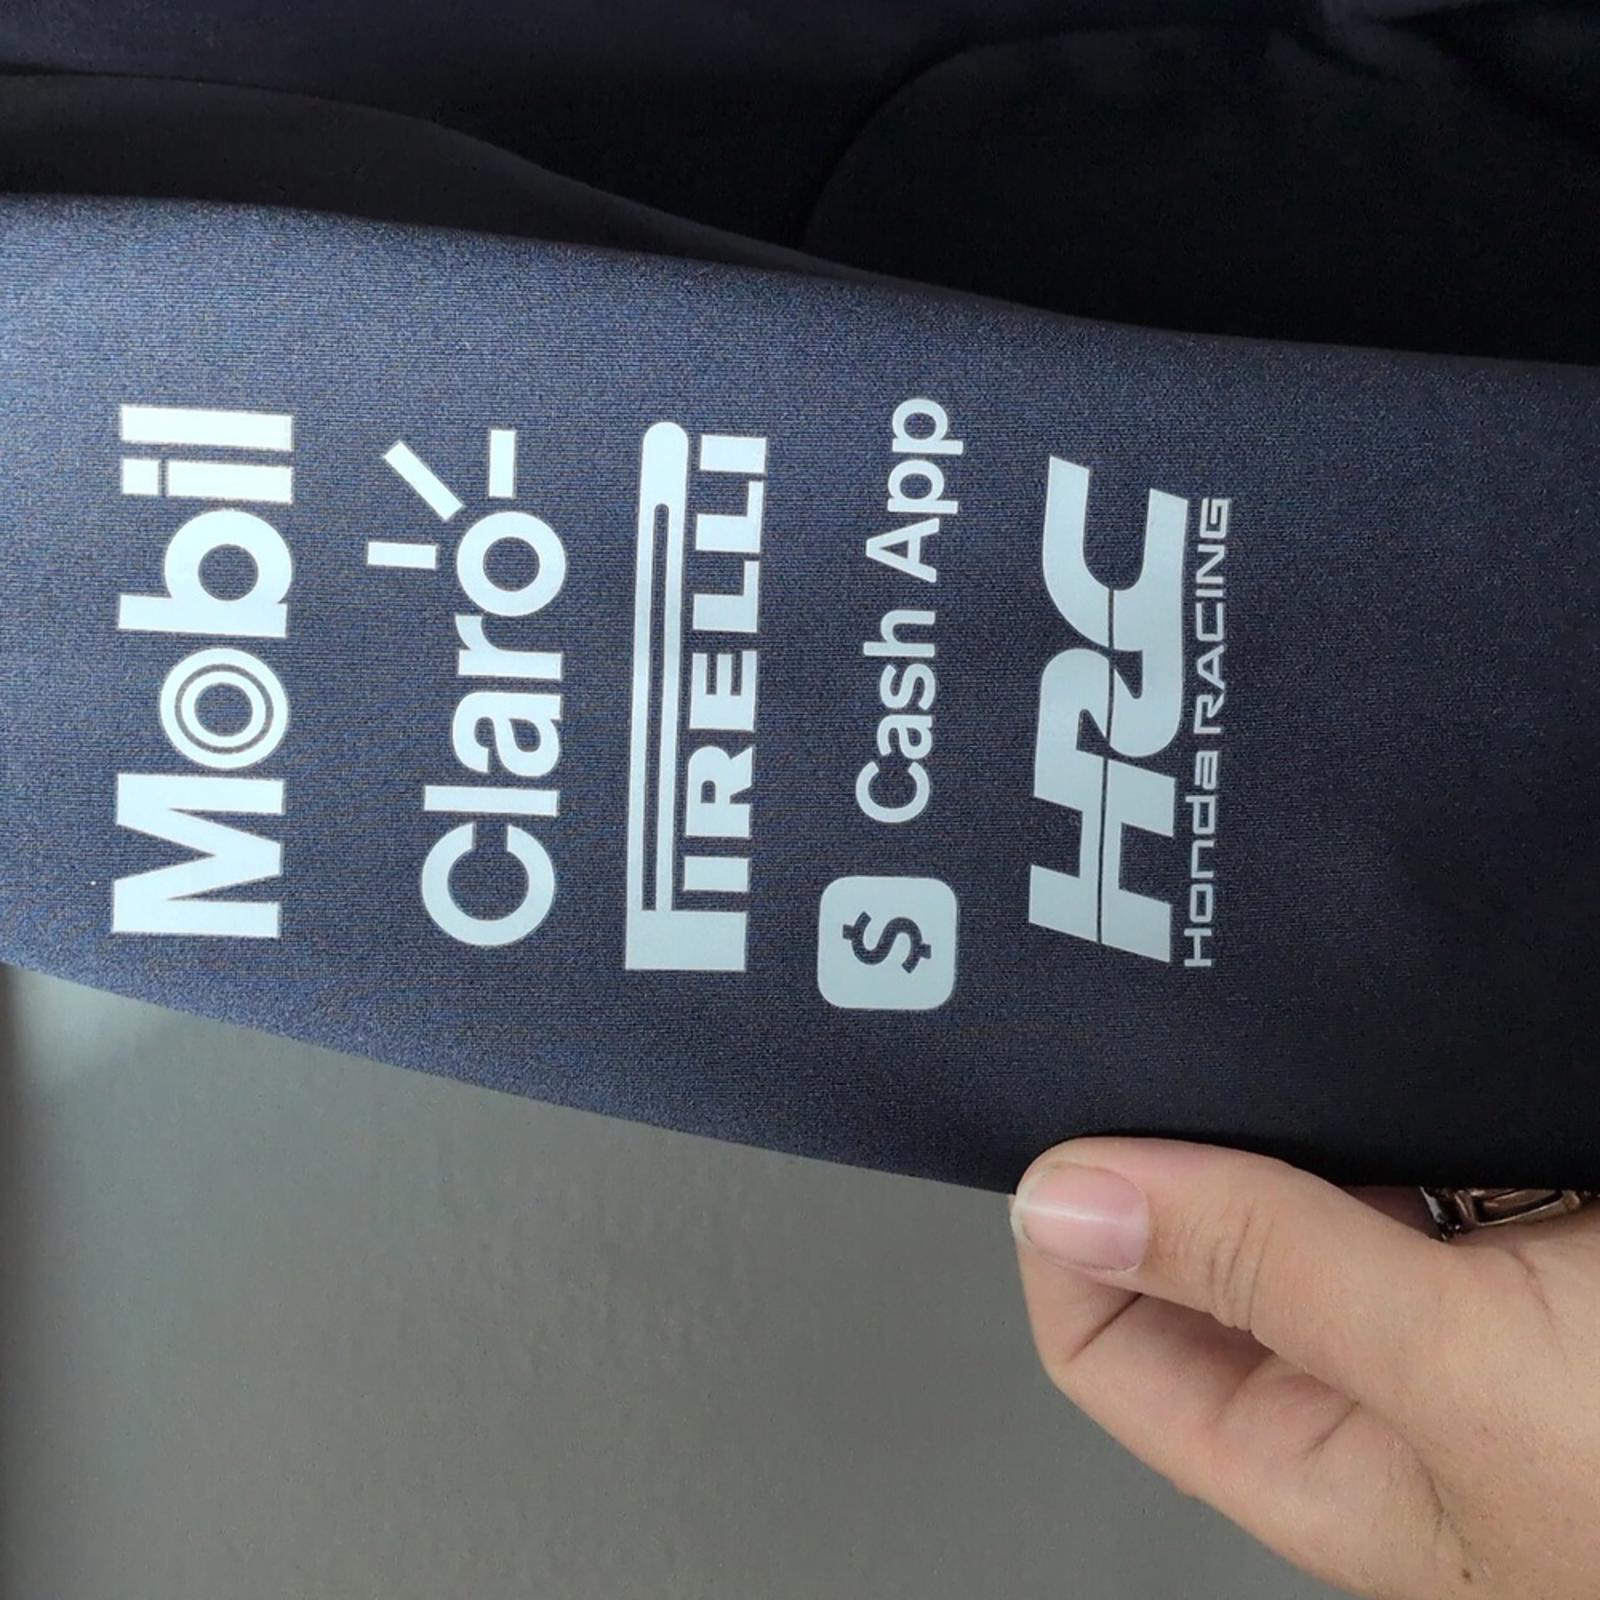 Mobil
Claro
PIRELLI
$ Cash App
HRC
Honda RACING